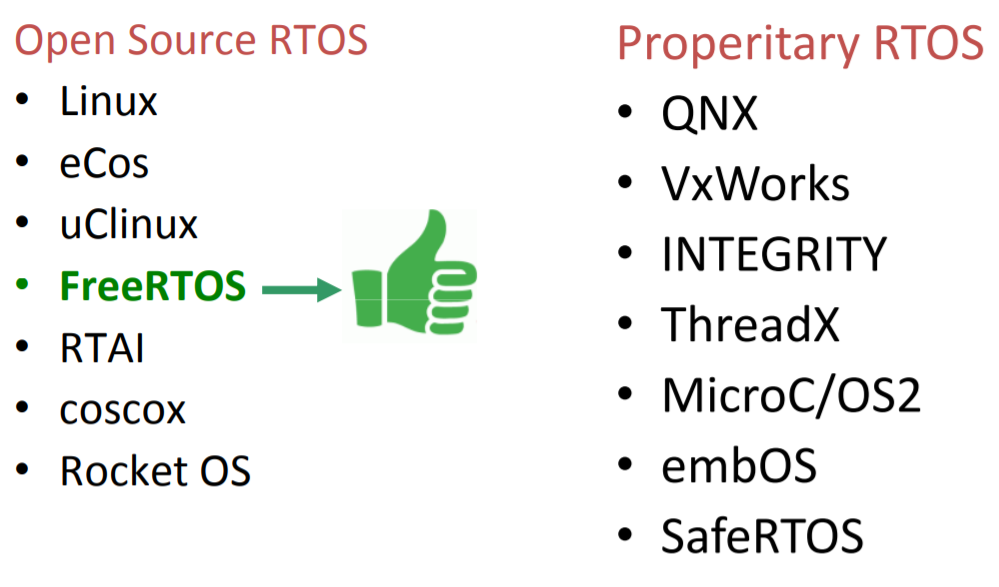 Open Source RTOS
• Linux
• eCos
• uClinux
• FreeRTOS
• RTAI
• coscox
• Rocket OS
Properitary RTOS
• QNX
• VxWorks
• INTEGRITY
• ThreadX
• MicroC/OS2
• embOS
• SafeRTOS